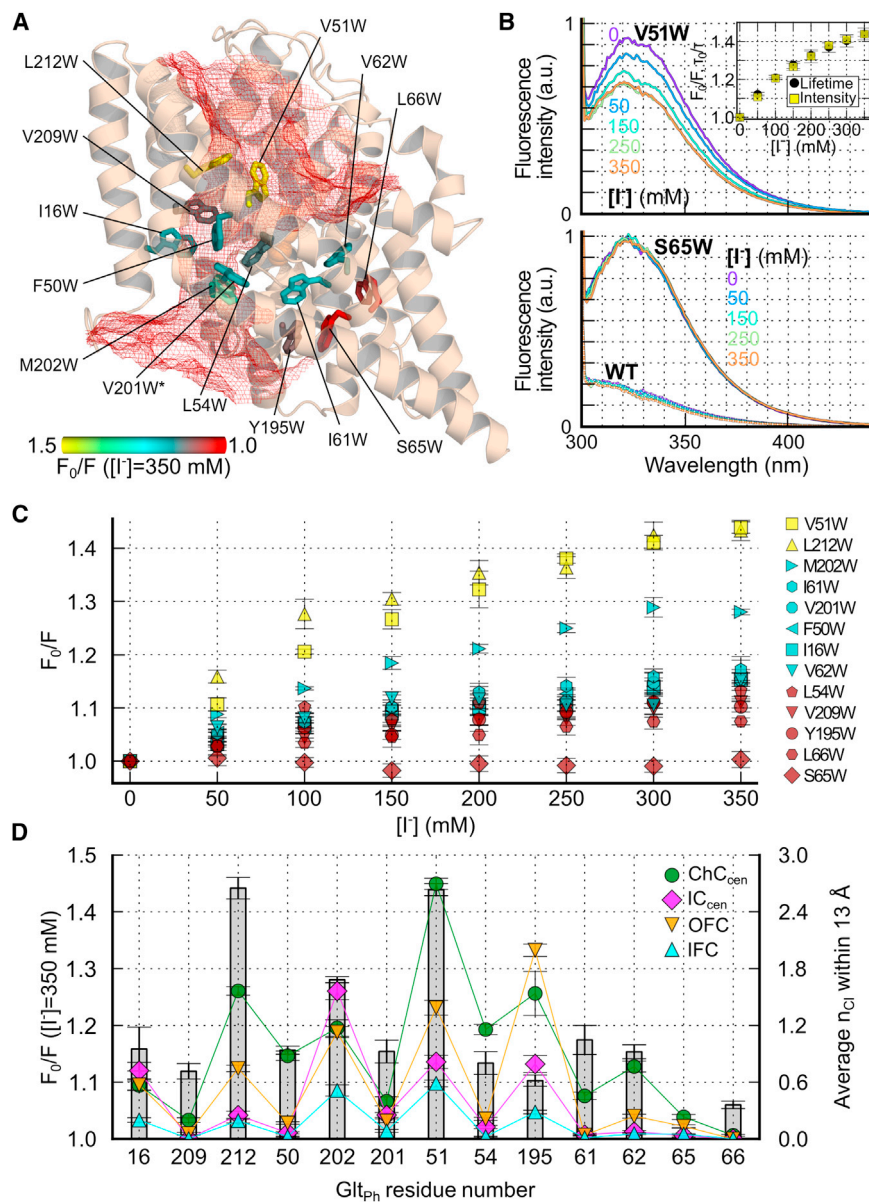 A
V51W
L212W
V62W
V209W
L66W
I16W
F50W
M202W
V201W*
L54W
Y195W
I61W
S65W
1.5 1.0
F₀/F ([I⁻]=350 mM)
B
Fluorescence intensity (a.u.)
1
0
V51W
0
50
150
250
350
[I⁻] (mM)
F₀/F, τ₀/τ
1.4
1.2
1.0
Lifetime
Intensity
0 100 200 300
[I⁻] (mM)
Fluorescence intensity (a.u.)
1
0
S65W
[I⁻] (mM)
0
50
150
250
350
WT
300 350 400
Wavelength (nm)
C
F₀/F
1.4
1.3
1.2
1.1
1.0
0 50 100 150 200 250 300 350
[I⁻] (mM)
V51W
L212W
M202W
I61W
V201W
F50W
I16W
V62W
L54W
V209W
Y195W
L66W
S65W
D
F₀/F ([I⁻]=350 mM)
1.5
1.4
1.3
1.2
1.1
1.0
ChC_cen
IC_cen
OFC
IFC
3.0
2.4
1.8
1.2
0.6
0.0
Average n_Cl within 13 Å
16 209 212 50 202 201 51 54 195 61 62 65 66
Glt_Ph residue number